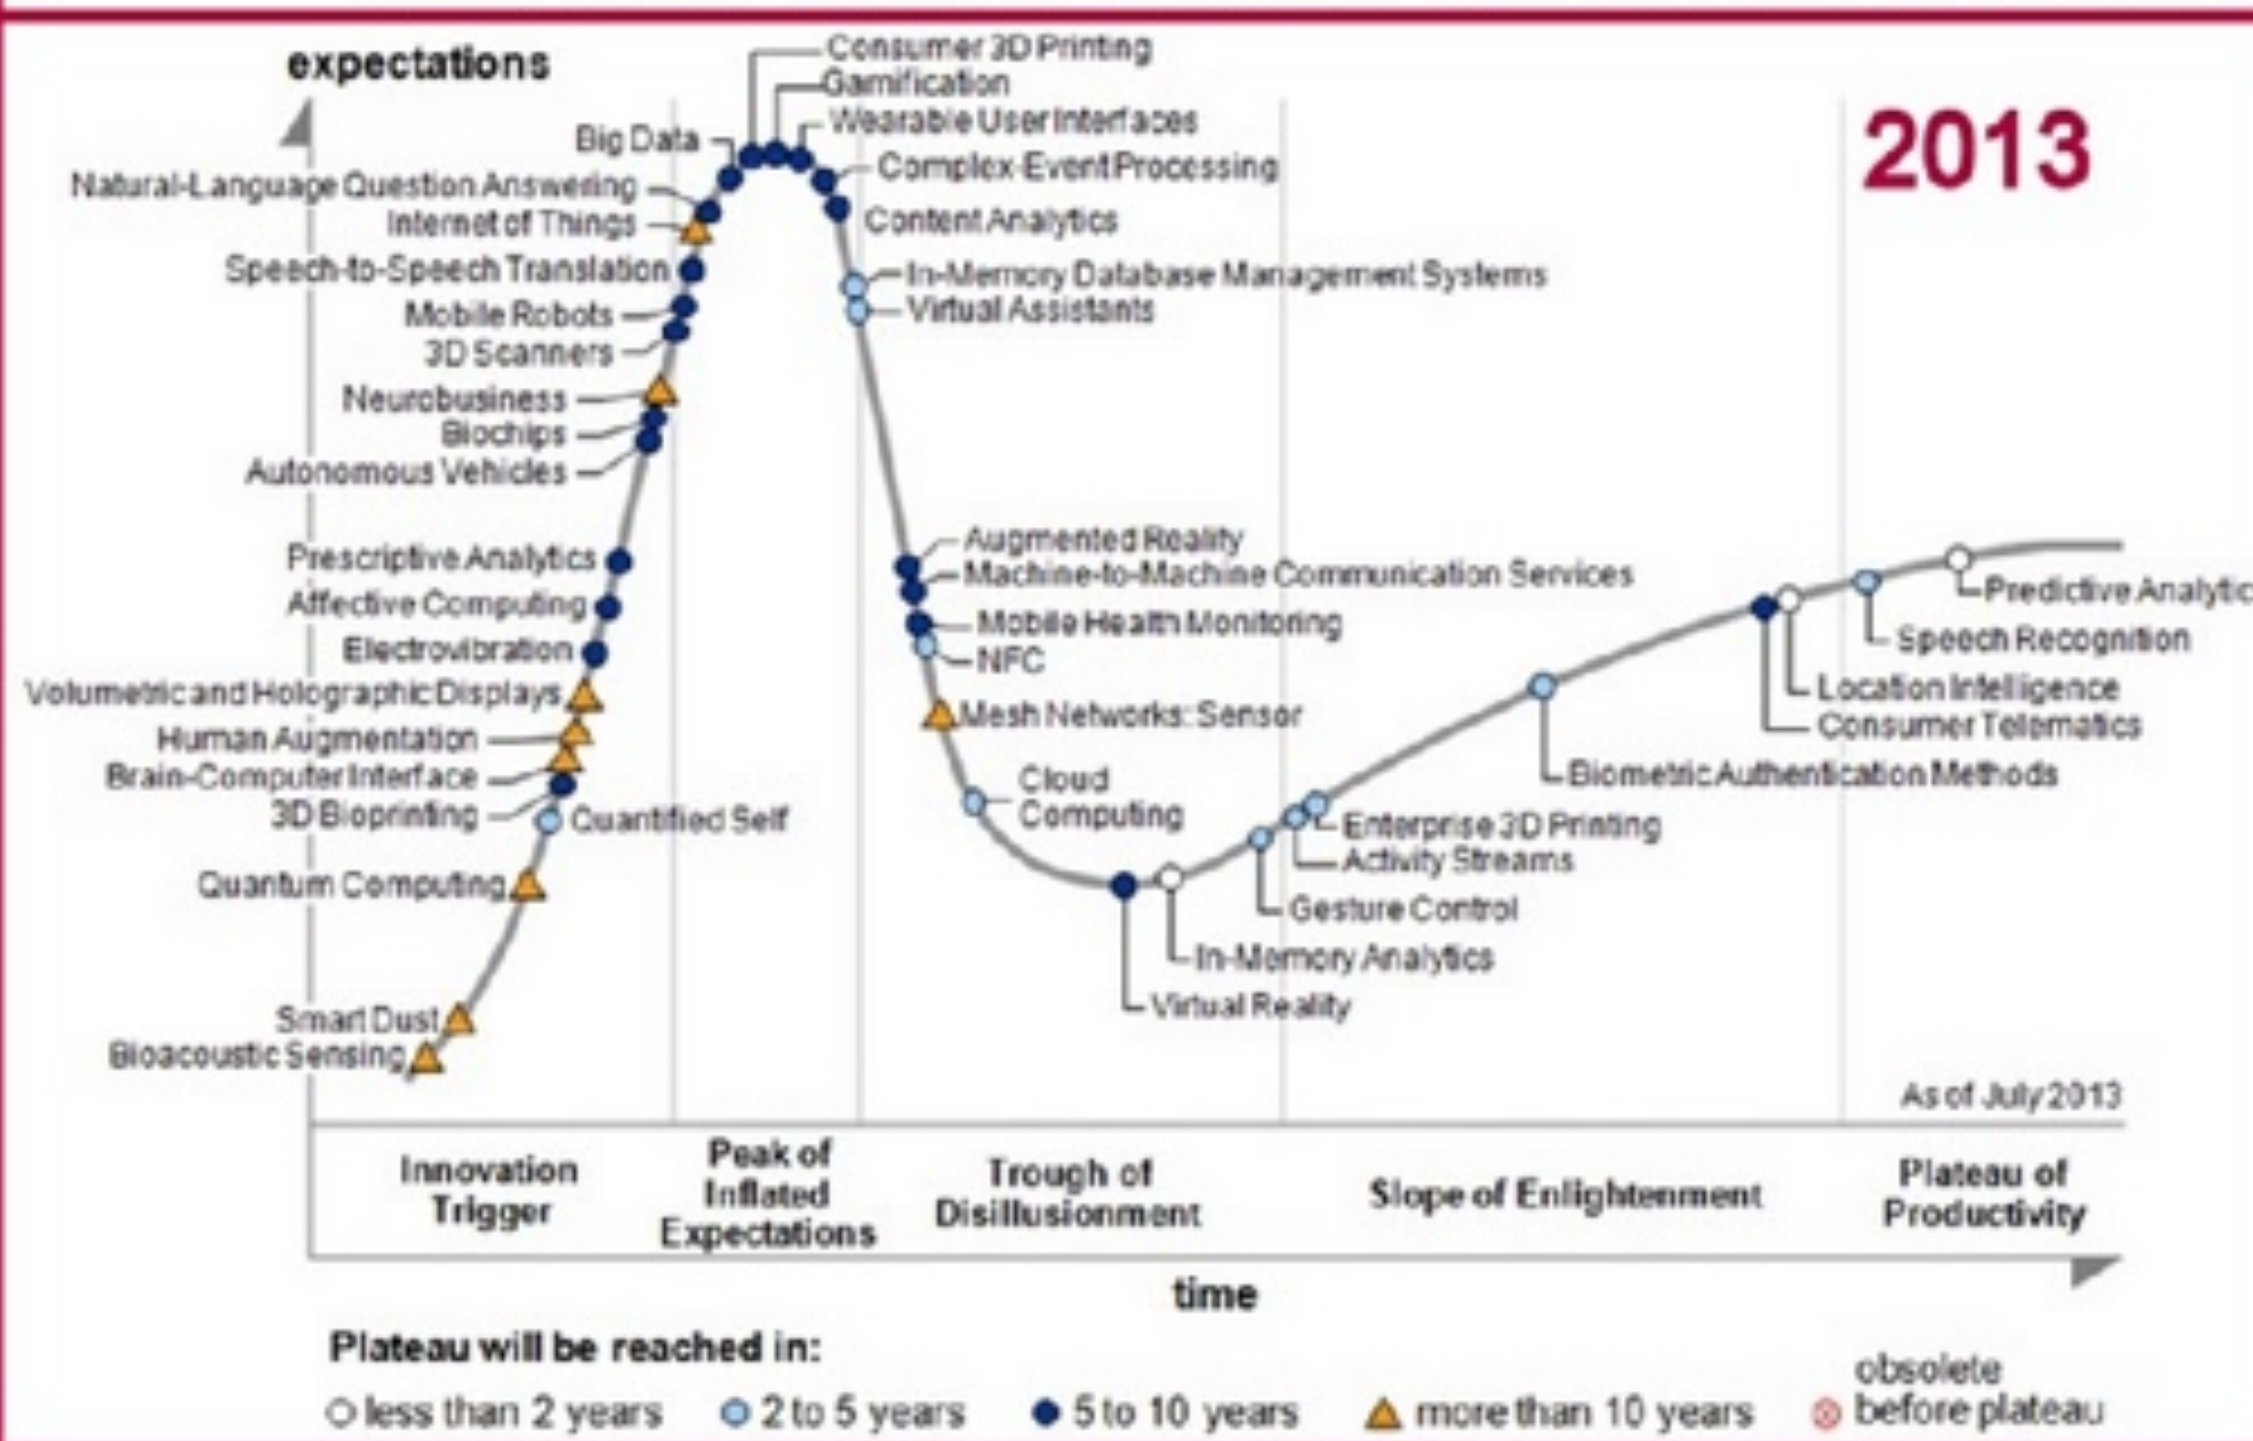 expectations
2013
Consumer 3D Printing
Gamification
Wearable User Interfaces
Big Data
Complex-Event Processing
Natural-Language Question Answering
Internet of Things
Content Analytics
Speech-to-Speech Translation
In-Memory Database Management Systems
Mobile Robots
Virtual Assistants
3D Scanners
Neurobusiness
Biochips
Autonomous Vehicles
Augmented Reality
Prescriptive Analytics
Machine-to-Machine Communication Services
Affective Computing
Mobile Health Monitoring
Electrovibration
NFC
Volumetric and Holographic Displays
Mesh Networks: Sensor
Human Augmentation
Brain-Computer Interface
3D Bioprinting
Quantified Self
Cloud
Computing
Quantum Computing
Smart Dust
Bioacoustic Sensing
Predictive Analytic
Speech Recognition
Location Intelligence
Consumer Telematics
Biometric Authentication Methods
Enterprise 3D Printing
Activity Streams
Gesture Control
In-Memory Analytics
Virtual Reality
As of July 2013
Innovation
Trigger
Peak of
Inflated
Expectations
Trough of
Disillusionment
Slope of Enlightenment
Plateau of
Productivity
time
Plateau will be reached in:
less than 2 years
2 to 5 years
5 to 10 years
more than 10 years
obsolete
before plateau